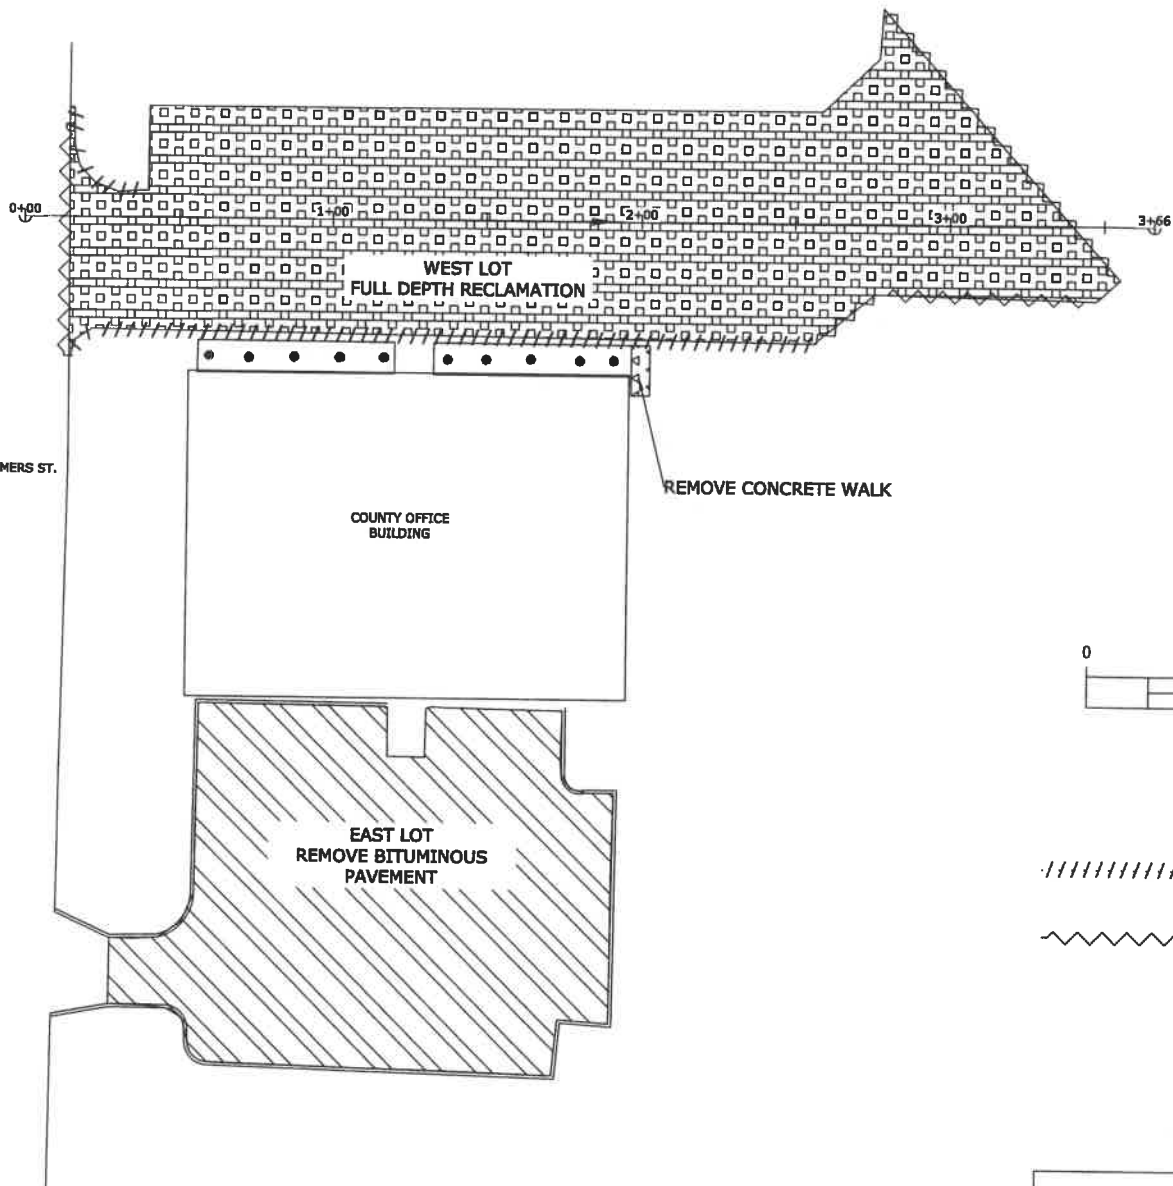 0+00
1+00
2+00
3+00
3+66
WEST LOT
FULL DEPTH RECLAMATION
MERS ST.
REMOVE CONCRETE WALK
COUNTY OFFICE
BUILDING
0
EAST LOT
REMOVE BITUMINOUS
PAVEMENT